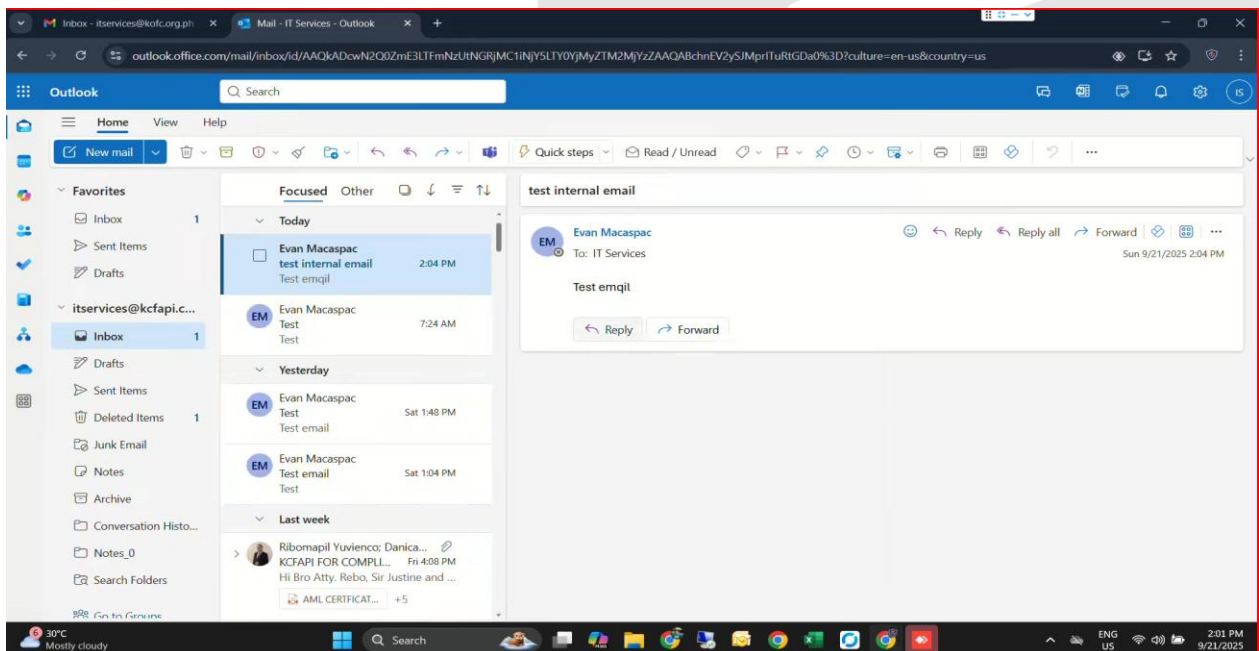 Inbox - itservices@kofc.org.ph
Mail - IT Services - Outlook
outlook.office.com/mail/inbox/id/
Outlook
Search
IS
Home View Help
New mail
Quick steps
Read / Unread
Favorites
Inbox 1
Sent Items
Drafts
itservices@kcfapi.c...
Inbox 1
Drafts
Sent Items
Deleted Items 1
Junk Email
Notes
Archive
Conversation Histo...
Notes_0
Search Folders
Go to Groups
Focused Other
Today
Evan Macaspac
test internal email 2:04 PM
Test emqil
EM
Evan Macaspac
Test 7:24 AM
Test
Yesterday
EM
Evan Macaspac
Test Sat 1:48 PM
Test email
EM
Evan Macaspac
Test email Sat 1:04 PM
Test
Last week
Ribomapil Yuvienco; Danica...
KCFAPI FOR COMPLI... Fri 4:08 PM
Hi Bro Atty. Rebo, Sir Justine and ...
AML CERTFICAT... +5
test internal email
EM
Evan Macaspac
To: IT Services
Reply Reply all Forward
Sun 9/21/2025 2:04 PM
Test emqil
Reply Forward
6
30°C
Mostly cloudy
Search
ENG
US
2:01 PM
9/21/2025